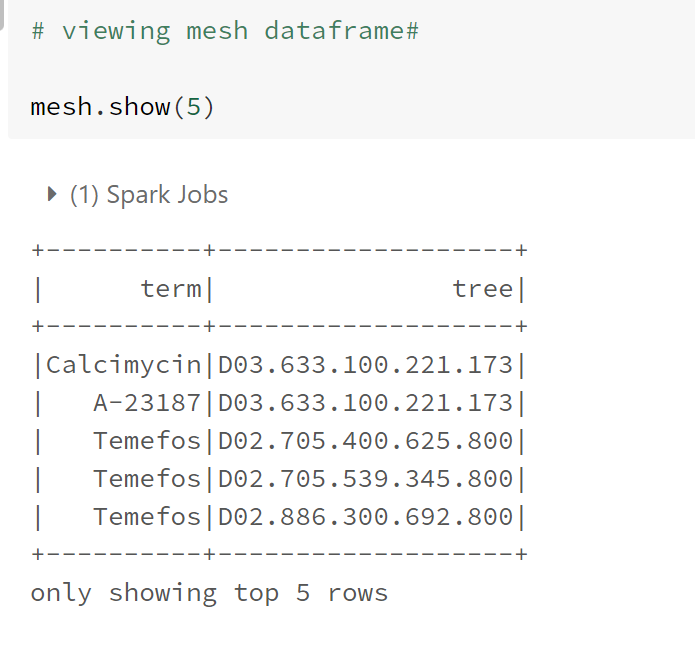 # viewing mesh dataframe#
mesh.show(5)
(1) Spark Jobs
+----------+-------------------+
|      term|               tree|
+----------+-------------------+
|Calcimycin|D03.633.100.221.173|
|   A-23187|D03.633.100.221.173|
|   Temefos|D02.705.400.625.800|
|   Temefos|D02.705.539.345.800|
|   Temefos|D02.886.300.692.800|
+----------+-------------------+
only showing top 5 rows